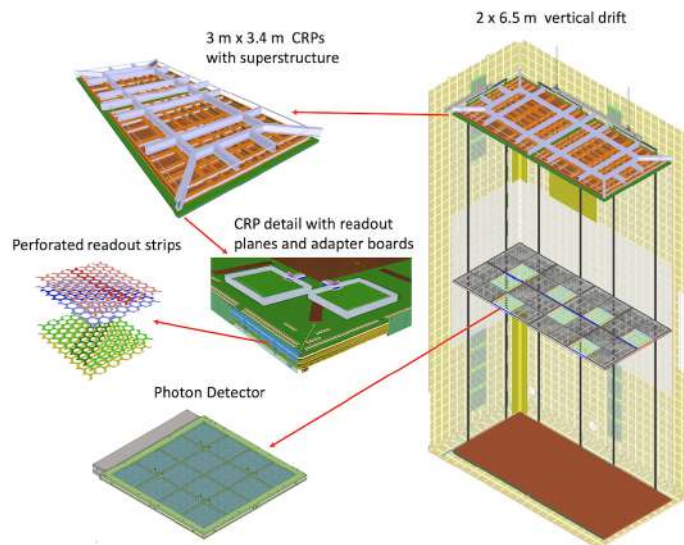 3 m x 3.4 m CRPs
with superstructure
2 x 6.5 m vertical drift
CRP detail with readout
planes and adapter boards
Perforated readout strips
Photon Detector